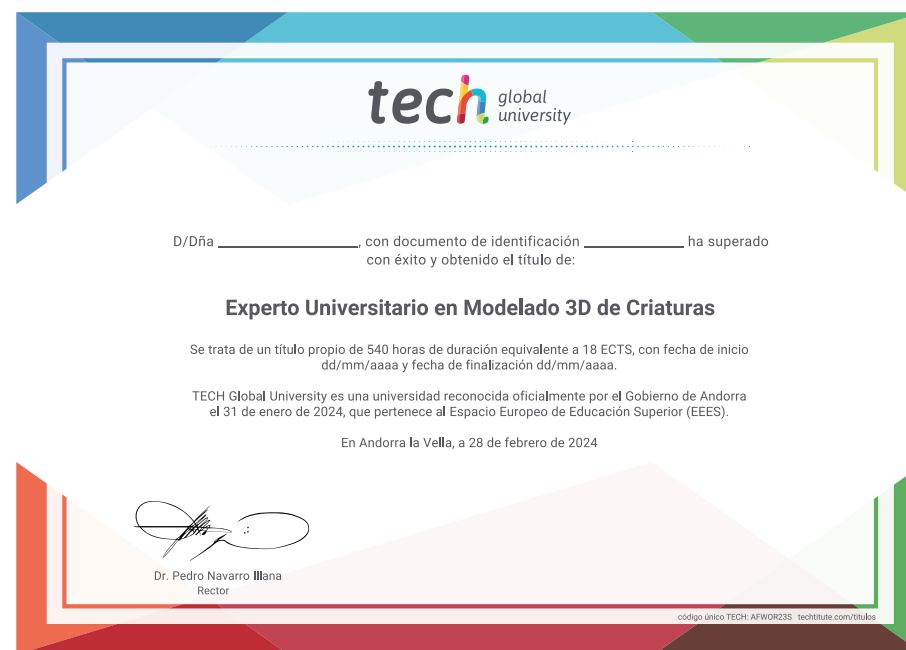 tech global
university
D/Dña ____________________, con documento de identificación ______________ ha superado
con éxito y obtenido el título de:
Experto Universitario en Modelado 3D de Criaturas
Se trata de un título propio de 540 horas de duración equivalente a 18 ECTS, con fecha de inicio
dd/mm/aaaa y fecha de finalización dd/mm/aaaa.
TECH Global University es una universidad reconocida oficialmente por el Gobierno de Andorra
el 31 de enero de 2024, que pertenece al Espacio Europeo de Educación Superior (EEES).
En Andorra la Vella, a 28 de febrero de 2024
Dr. Pedro Navarro Illana
Rector
código único TECH: AFWOR23S techtitute.com/titulos